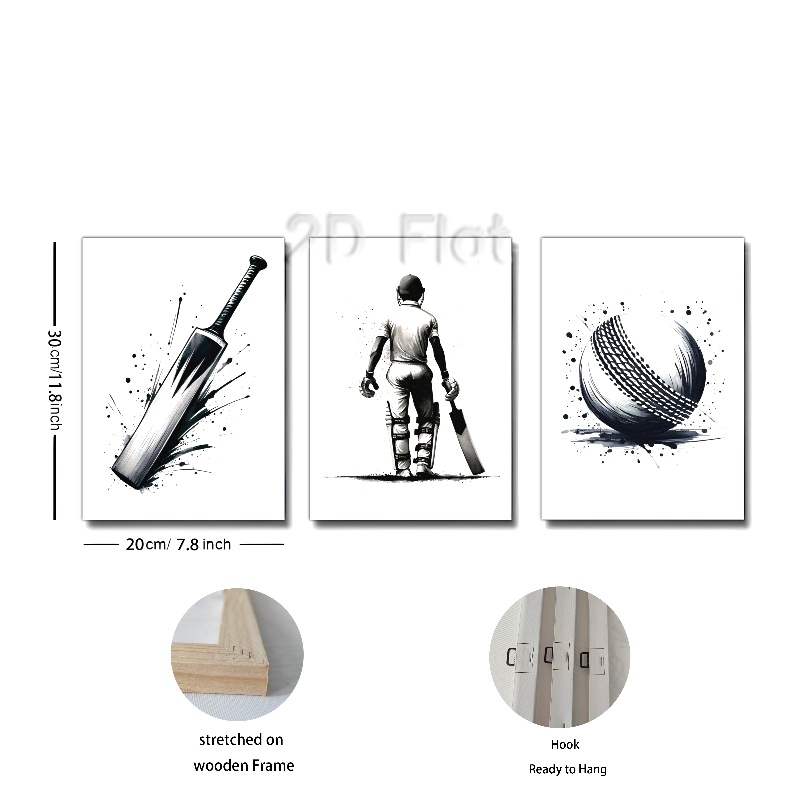 2D Flat
30cm/11.8inch
20cm/ 7.8 inch
stretched on
wooden Frame
Hook
Ready to Hang